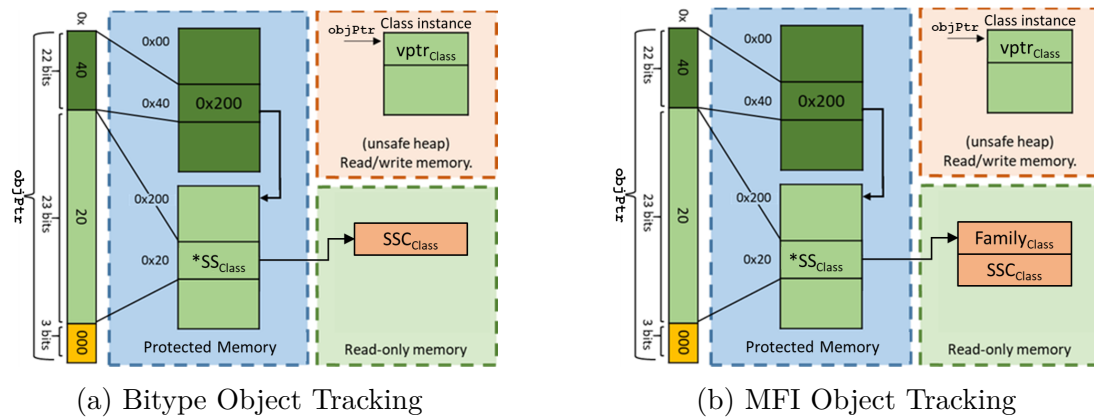 0x
40
22 bits
20
23 bits
000
3 bits
objPtr
0x00
0x200
0x40
0x200
0x20
*SSClass
Protected Memory
Class instance
objPtr
vptrClass
(unsafe heap)
Read/write memory.
SSCClass
Read-only memory
(a) Bitype Object Tracking
0x
40
22 bits
20
23 bits
000
3 bits
objPtr
0x00
0x200
0x40
0x200
0x20
*SSClass
Protected Memory
Class instance
objPtr
vptrClass
(unsafe heap)
Read/write memory.
FamilyClass
SSCClass
Read-only memory
(b) MFI Object Tracking